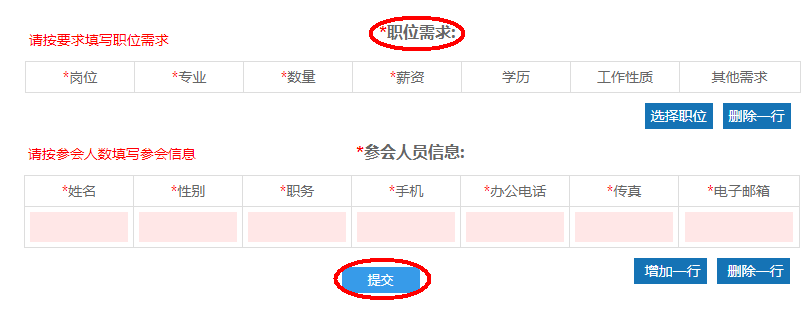 *职位需求:
请按要求填写职位需求
*岗位 *专业 *数量 *薪资 学历 工作性质 其他需求
选择职位 删除一行
请按参会人数填写参会信息 *参会人员信息:
*姓名 *性别 *职务 *手机 *办公电话 *传真 *电子邮箱
提交 增加一行 删除一行